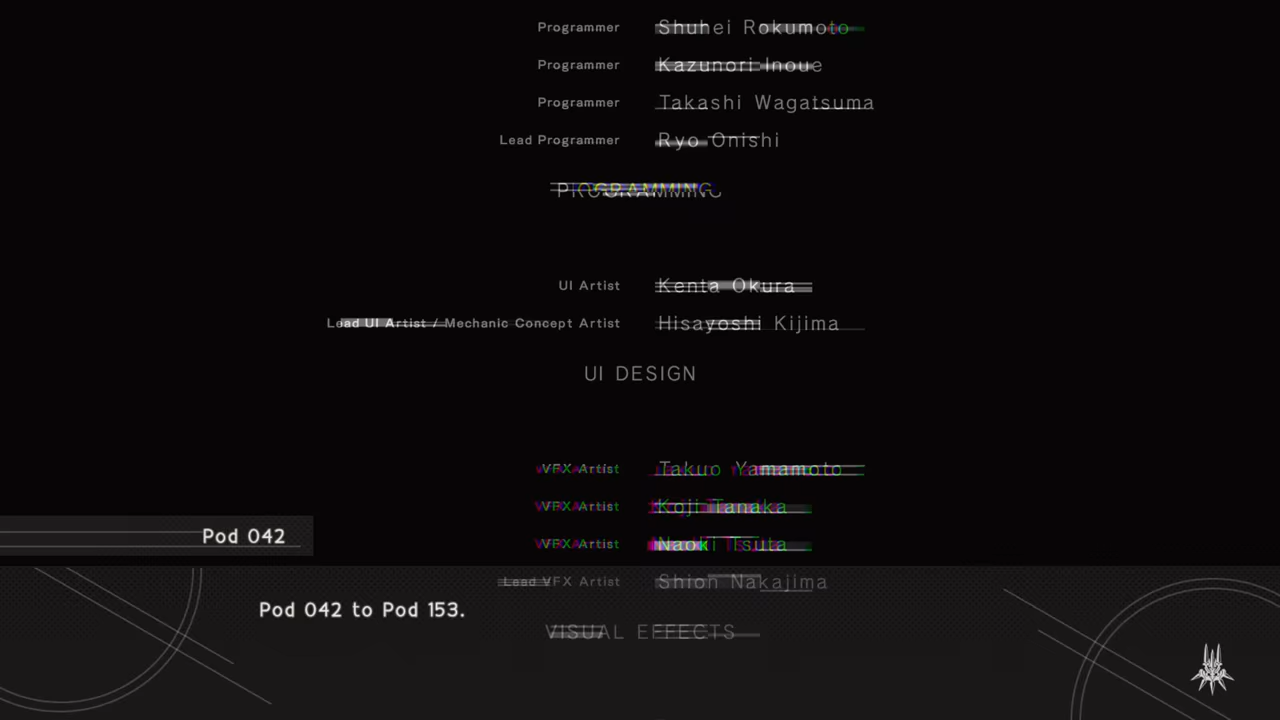 Programmer Shuhei Rokumoto
Programmer Kazunori Inoue
Programmer Takashi Wagatsuma
Lead Programmer Ryo Onishi
PROGRAMMING
UI Artist Kenta Okura
Lead UI Artist / Mechanic Concept Artist Hisayoshi Kijima
UI DESIGN
VFX Artist Takuo Yamamoto
VFX Artist Koji Tanaka
VFX Artist Naoki Tsuta
Lead VFX Artist Shion Nakajima
VISUAL EFFECTS
Pod 042
Pod 042 to Pod 153.